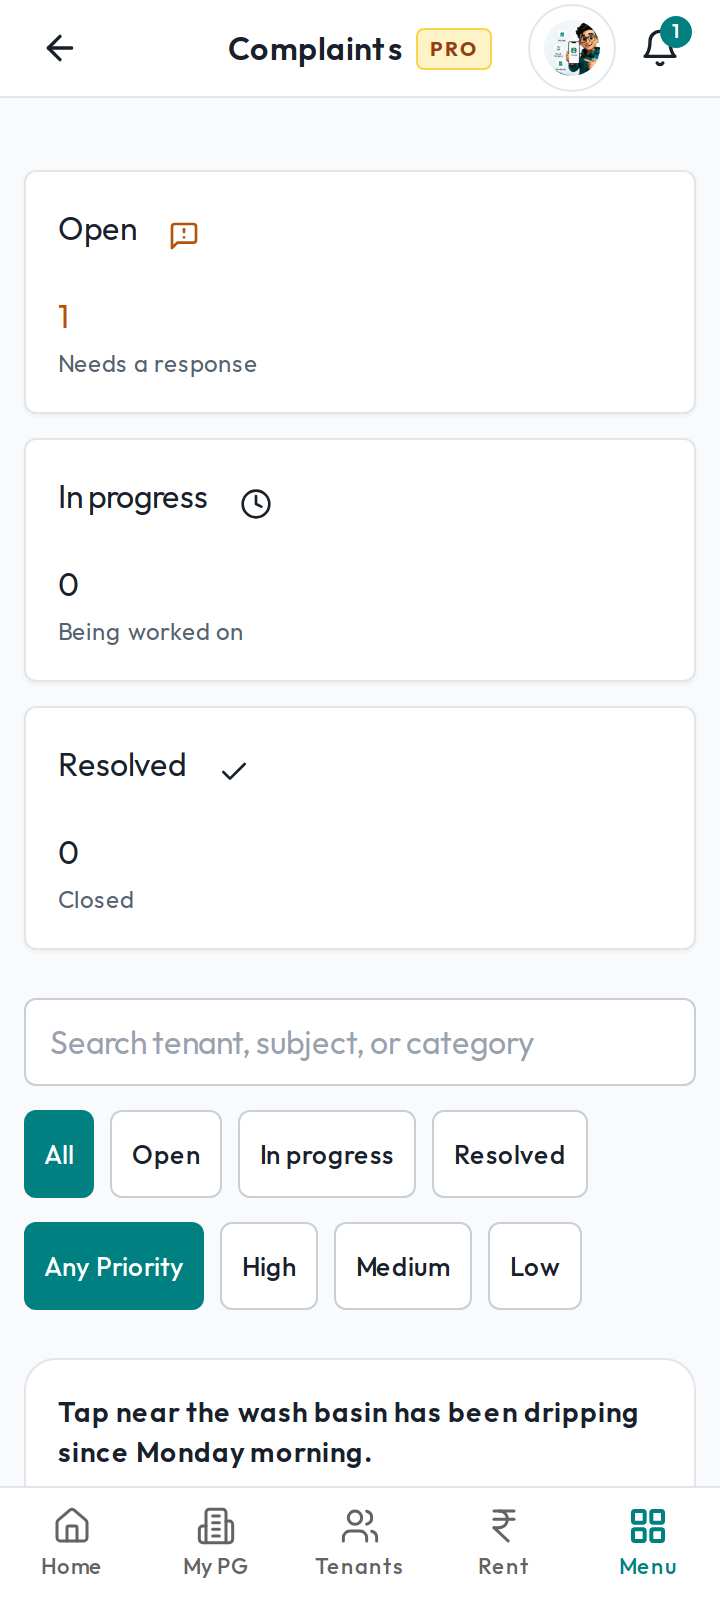 Complaints PRO
1
Open
1
Needs a response
In progress
0
Being worked on
Resolved
0
Closed
Search tenant, subject, or category
All Open In progress Resolved
Any Priority High Medium Low
Tap near the wash basin has been dripping
since Monday morning.
Home My PG Tenants Rent Menu